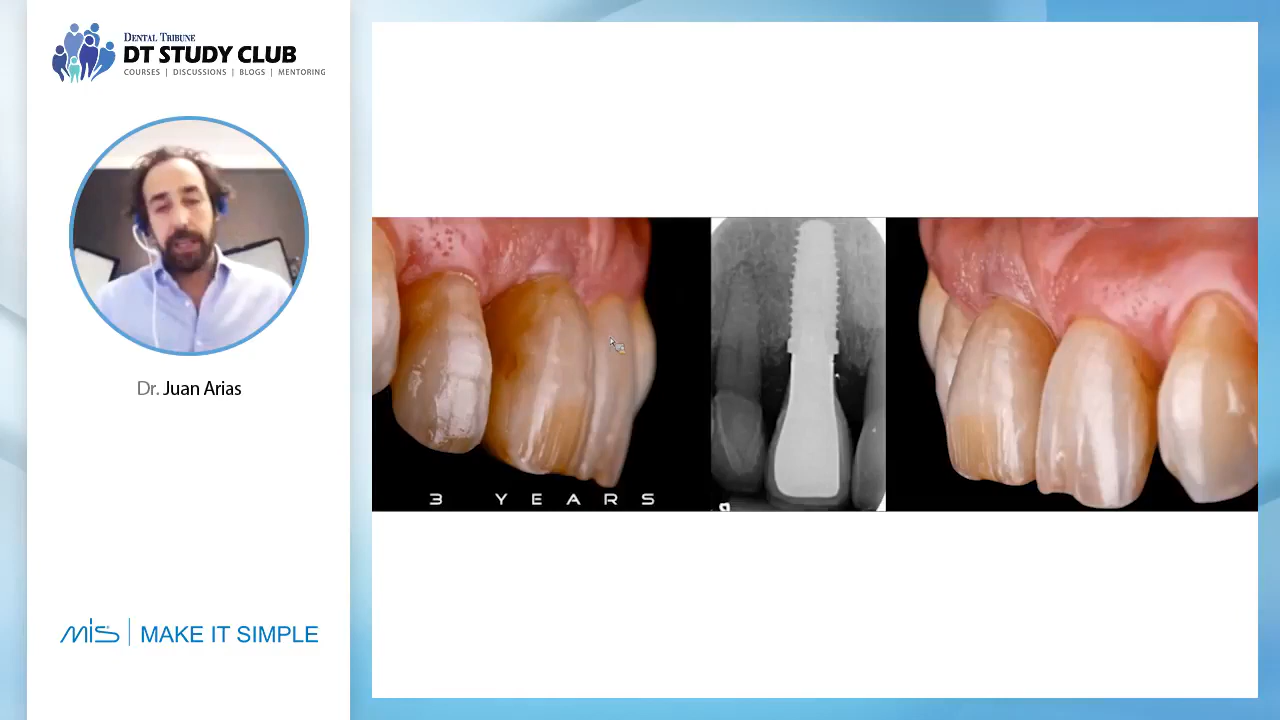 DENTAL TRIBUNE
DT STUDY CLUB
COURSES | DISCUSSIONS | BLOGS | MENTORING
Dr. Juan Arias
mis | MAKE IT SIMPLE
3 YEARS